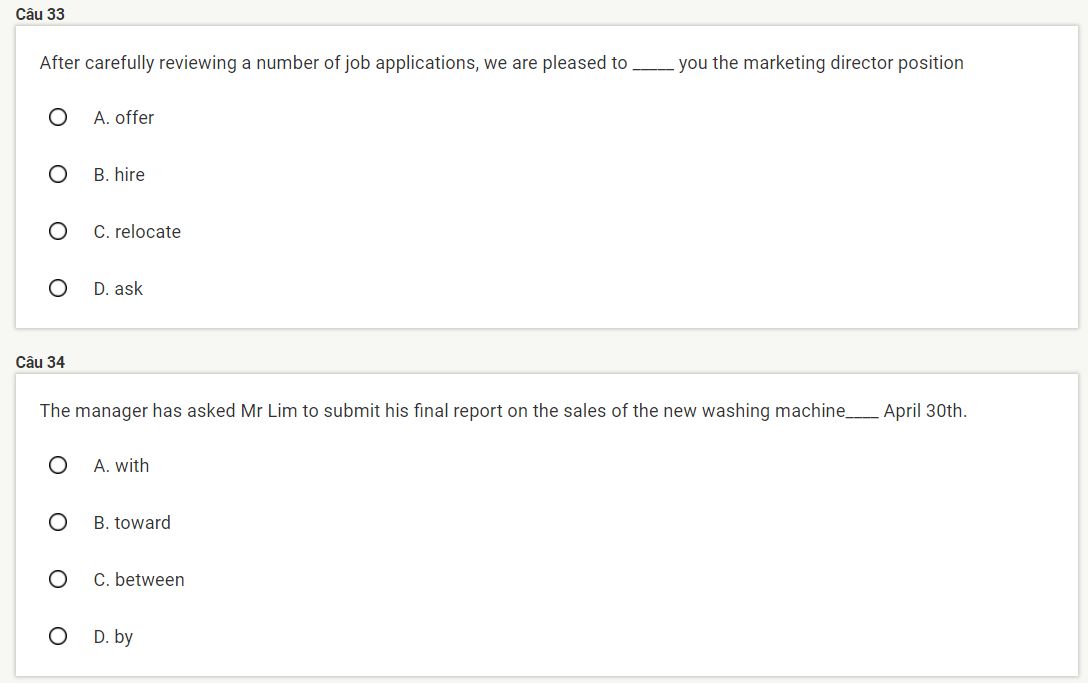 Câu 33
After carefully reviewing a number of job applications, we are pleased to _____ you the marketing director position
A. offer
B. hire
C. relocate
D. ask
Câu 34
The manager has asked Mr Lim to submit his final report on the sales of the new washing machine____ April 30th.
A. with
B. toward
C. between
D. by